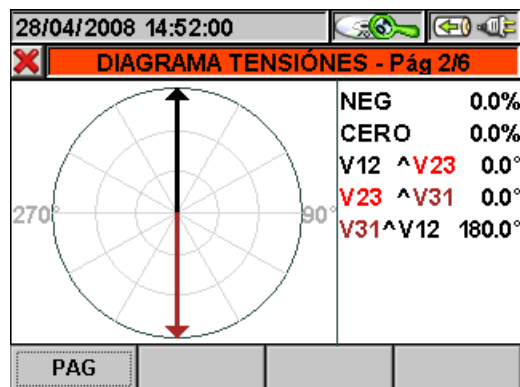 28/04/2008 14:52:00
DIAGRAMA TENSIÓNES - Pág 2/6
NEG 0.0%
CERO 0.0%
V12 ^V23 0.0°
V23 ^V31 0.0°
V31^V12 180.0°
270° 90°
PAG